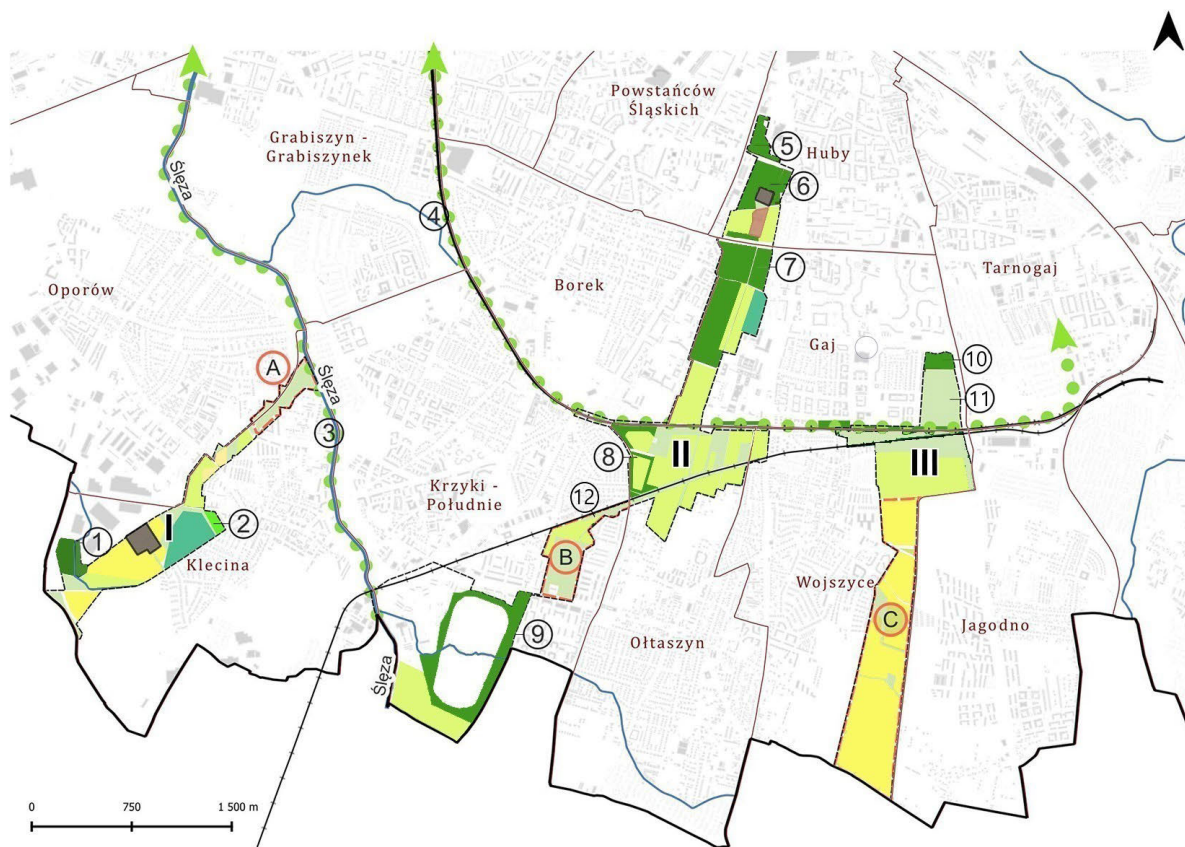 Powstańców
Śląskich
Grabiszyn -
Grabiszynek
5
Huby
6
Ślęza
4
7
Tarnogaj
Oporów
Borek
Gaj
A
10
Ślęza
11
3
8
II
III
Krzyki -
Południe
12
1
I
2
Klecina
B
Wojszyce
C
9
Ołtaszyn
Jagodno
Ślęza
0
750
1 500 m